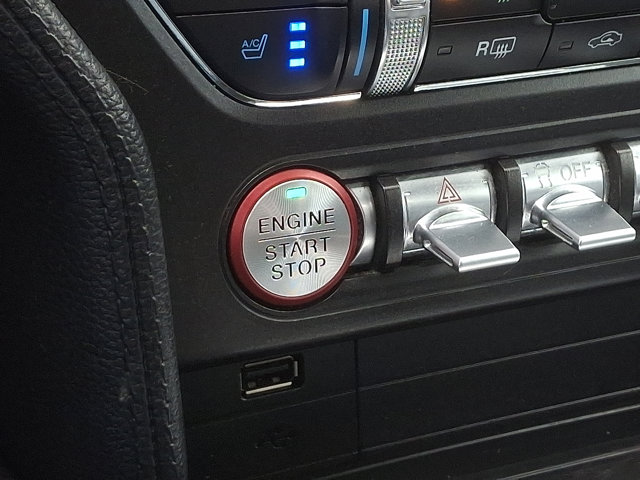 A/C
R
OFF
ENGINE
START
STOP